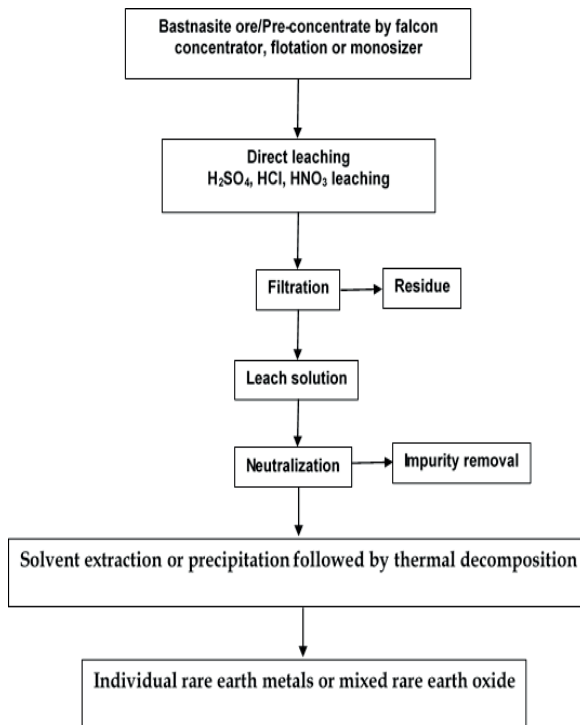 Bastnasite ore/Pre-concentrate by falcon
concentrator, flotation or monosizer
Direct leaching
H₂SO₄, HCl, HNO₃ leaching
Filtration
Residue
Leach solution
Neutralization
Impurity removal
Solvent extraction or precipitation followed by thermal decomposition
Individual rare earth metals or mixed rare earth oxide